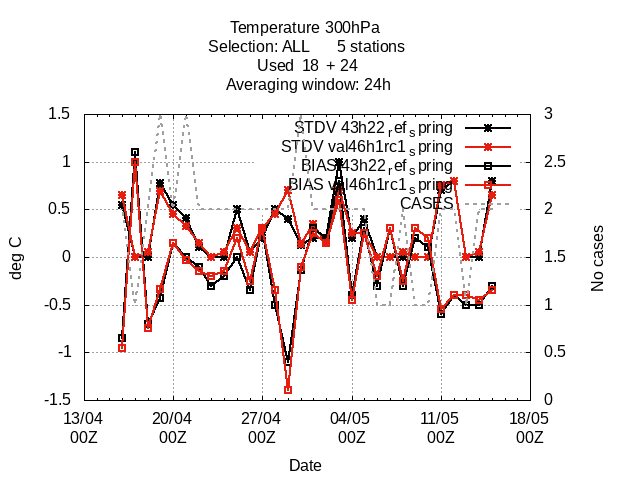 Temperature 300hPa
Selection: ALL 5 stations
Used 18 + 24
Averaging window: 24h
STDV 43h22_ref_spring
STDV val46h1rc1_spring
BIAS 43h22_ref_spring
BIAS val46h1rc1_spring
CASES
1.5
1
0.5
0
-0.5
-1
-1.5
deg C
3
2.5
2
1.5
1
0.5
0
No cases
13/04 20/04 27/04 04/05 11/05 18/05
00Z 00Z 00Z 00Z 00Z 00Z
Date